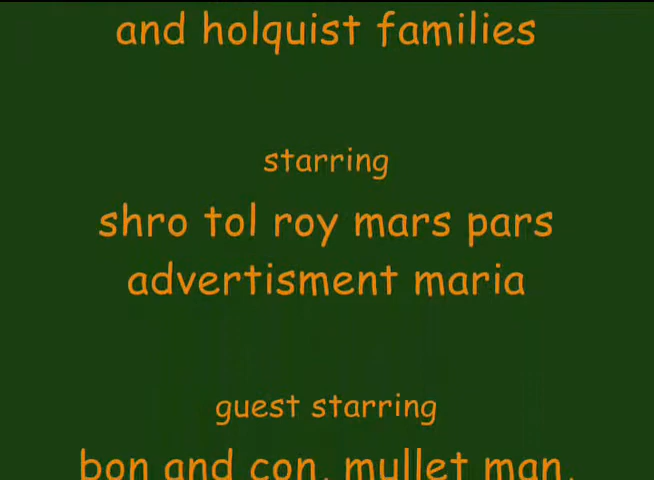 and holquist families
starring
shro tol roy mars pars
advertisment maria
guest starring
bon and con, mullet man,